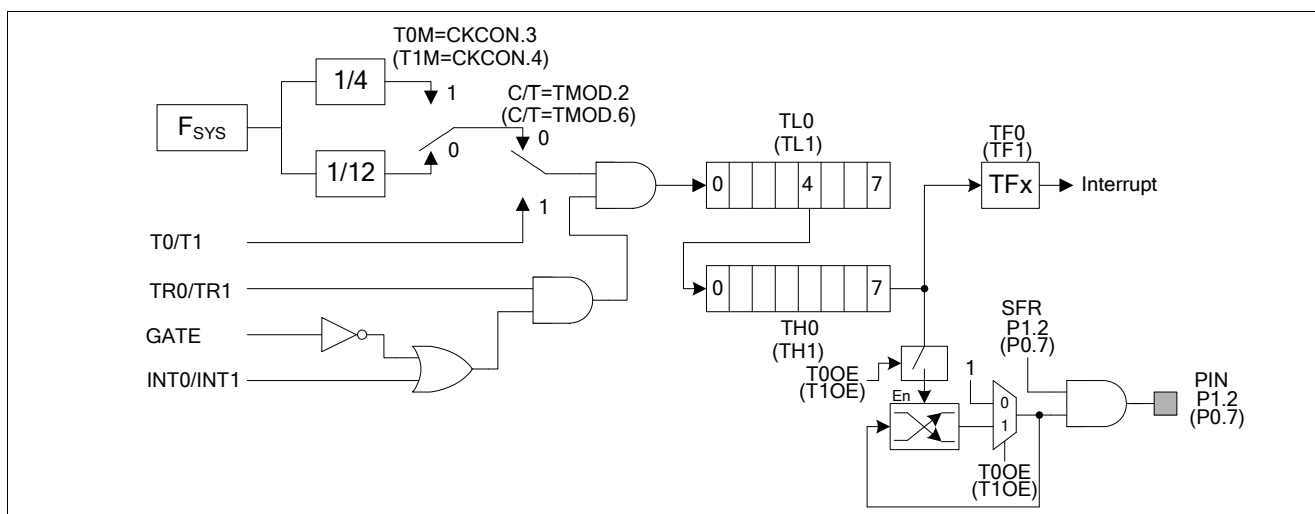 T0M=CKCON.3
(T1M=CKCON.4)
1/4
1
C/T=TMOD.2
(C/T=TMOD.6)
FSYS
0
0
1/12
1
TL0
(TL1)
0 4 7
TF0
(TF1)
TFx
Interrupt
T0/T1
TR0/TR1
0 7
TH0
(TH1)
GATE
INT0/INT1
T0OE
(T1OE)
En
1
0
1
T0OE
(T1OE)
SFR
P1.2
(P0.7)
PIN
P1.2
(P0.7)